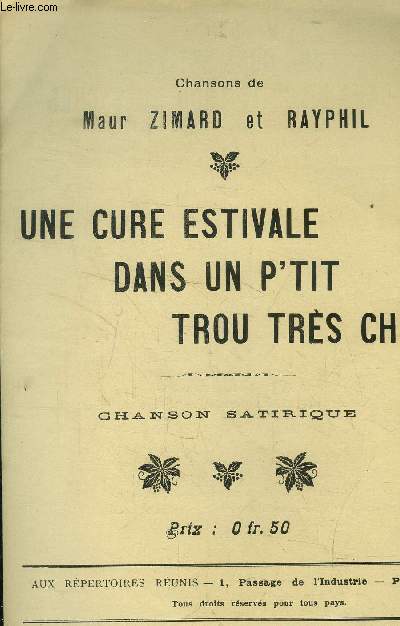 Le-livre.com
Chansons de
Maur ZIMARD et RAYPHIL
UNE CURE ESTIVALE
DANS UN P'TIT
TROU TRÈS CH
CHANSON SATIRIQUE
Prix : 0 fr. 50
AUX RÉPERTOIRES RÉUNIS — 1, Passage de l'Industrie — P
Tous droits réservés pour tous pays.